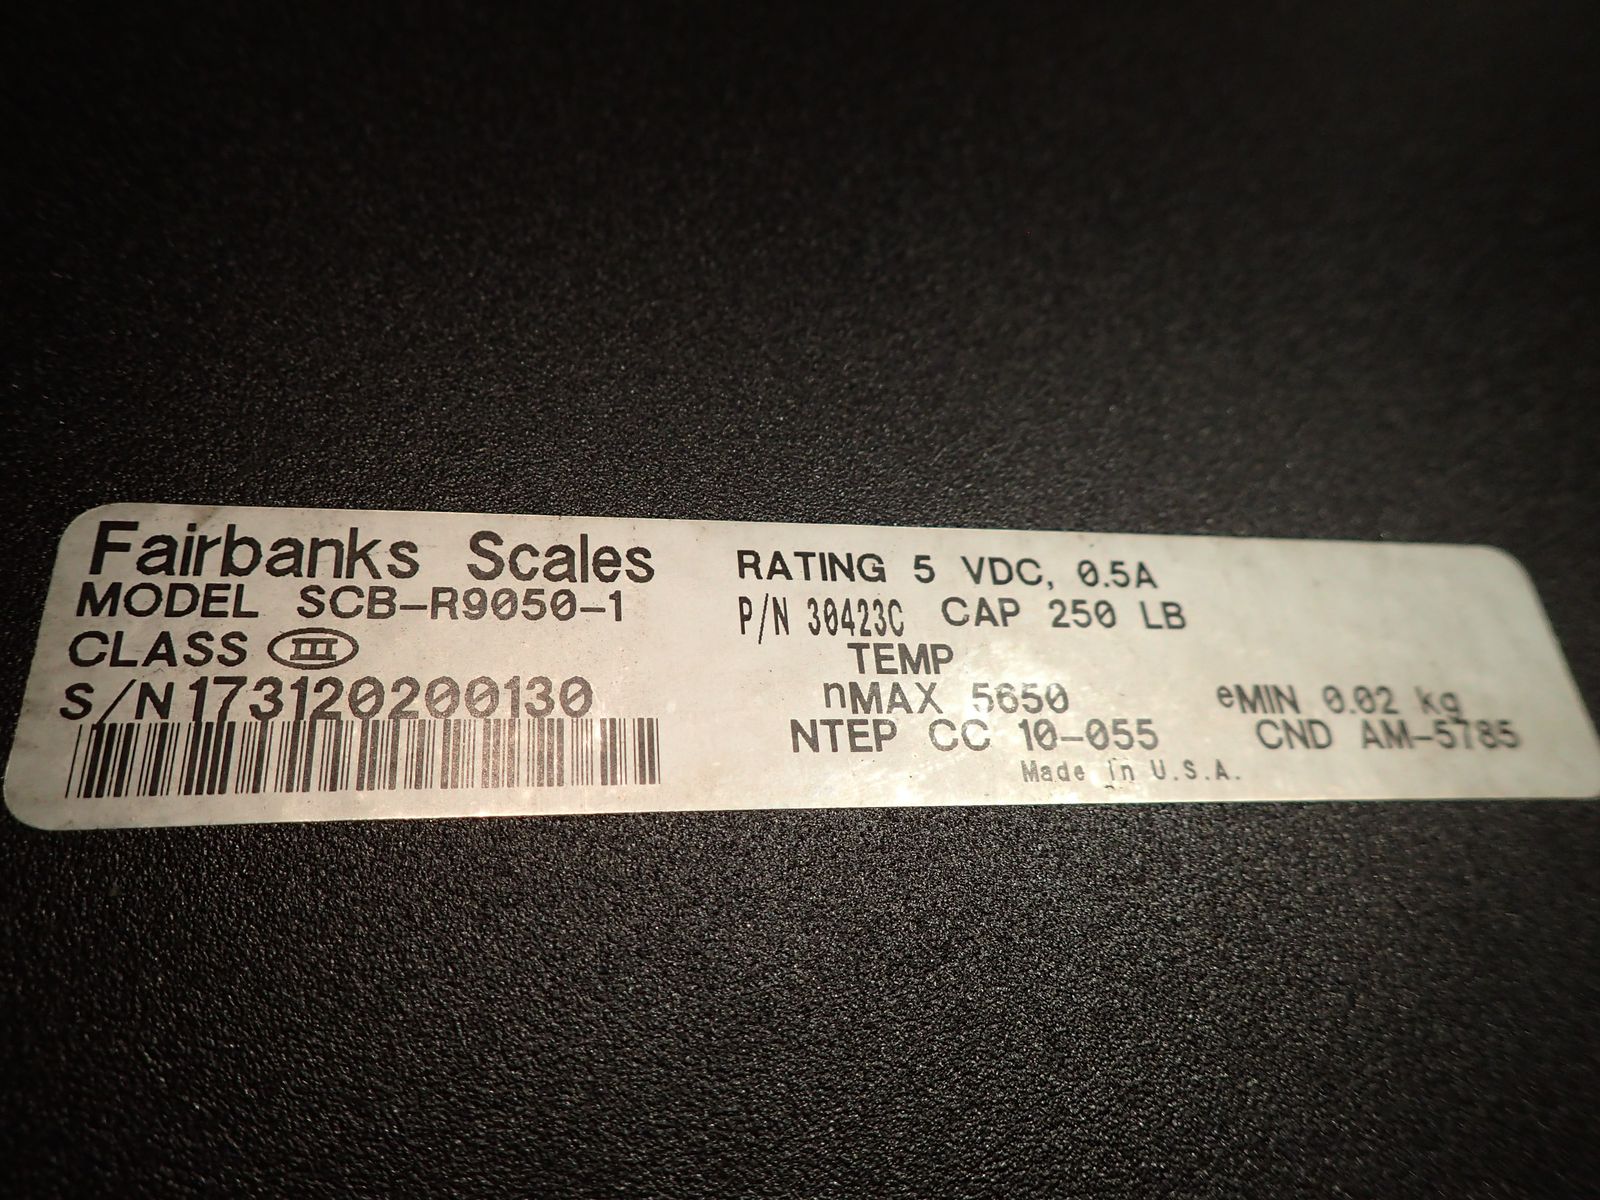 Fairbanks Scales
MODEL SCB-R9050-1
CLASS III
S/N173120200130
RATING 5 VDC, 0.5A
P/N 30423C CAP 250 LB
TEMP
nMAX 5650 eMIN 0.02 kg
NTEP CC 10-055 CND AM-5785
Made in U.S.A.